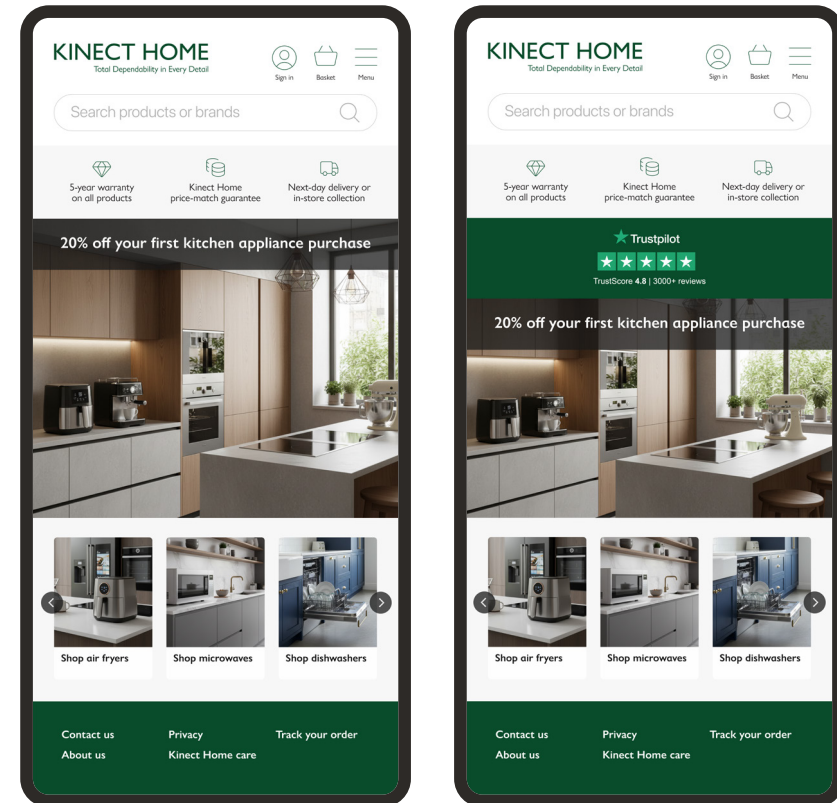 KINECT HOME
Total Dependability in Every Detail
Sign in
Basket
Menu
Search products or brands
5-year warranty
on all products
Kinect Home
price-match guarantee
Next-day delivery or
in-store collection
20% off your first kitchen appliance purchase
Shop air fryers
Shop microwaves
Shop dishwashers
Contact us
Privacy
Track your order
About us
Kinect Home care
KINECT HOME
Total Dependability in Every Detail
Sign in
Basket
Menu
Search products or brands
5-year warranty
on all products
Kinect Home
price-match guarantee
Next-day delivery or
in-store collection
Trustpilot
TrustScore 4.8 | 3000+ reviews
20% off your first kitchen appliance purchase
Shop air fryers
Shop microwaves
Shop dishwashers
Contact us
Privacy
Track your order
About us
Kinect Home care